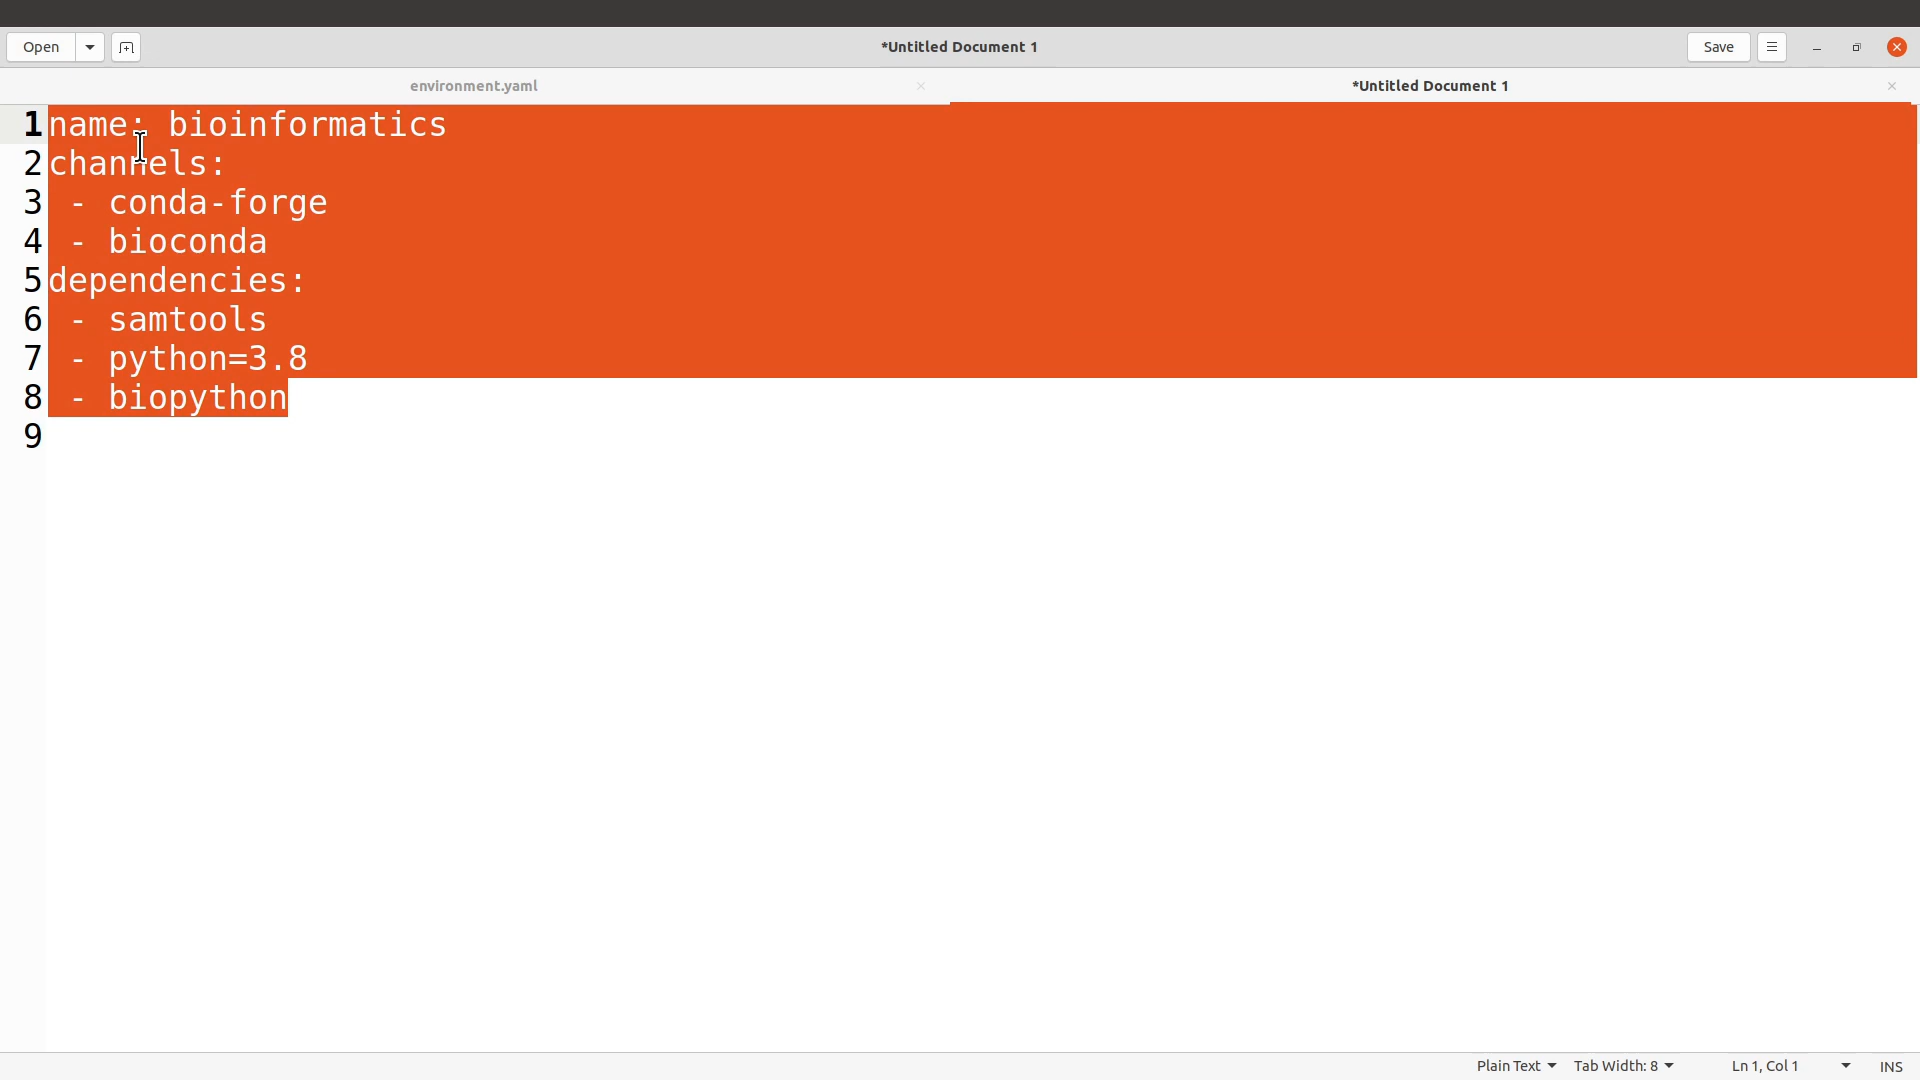 Open
*Untitled Document 1
Save
environment.yaml
*Untitled Document 1
1 name: bioinformatics
2 channels:
3  - conda-forge
4  - bioconda
5 dependencies:
6  - samtools
7  - python=3.8
8  - biopython
9
Plain Text
Tab Width: 8
Ln 1, Col 1
INS